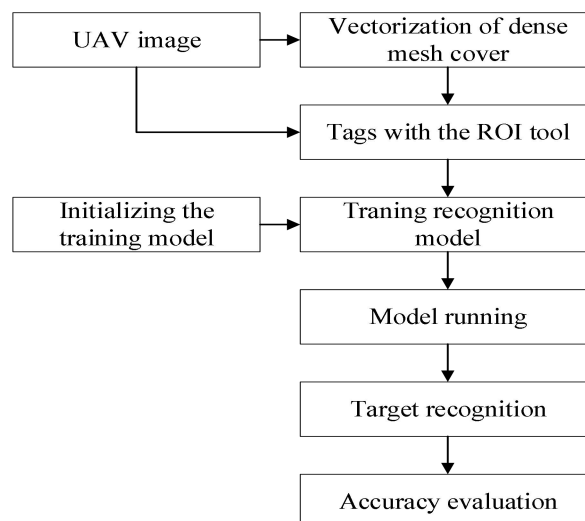 UAV image
Vectorization of dense
mesh cover
Tags with the ROI tool
Initializing the
training model
Traning recognition
model
Model running
Target recognition
Accuracy evaluation